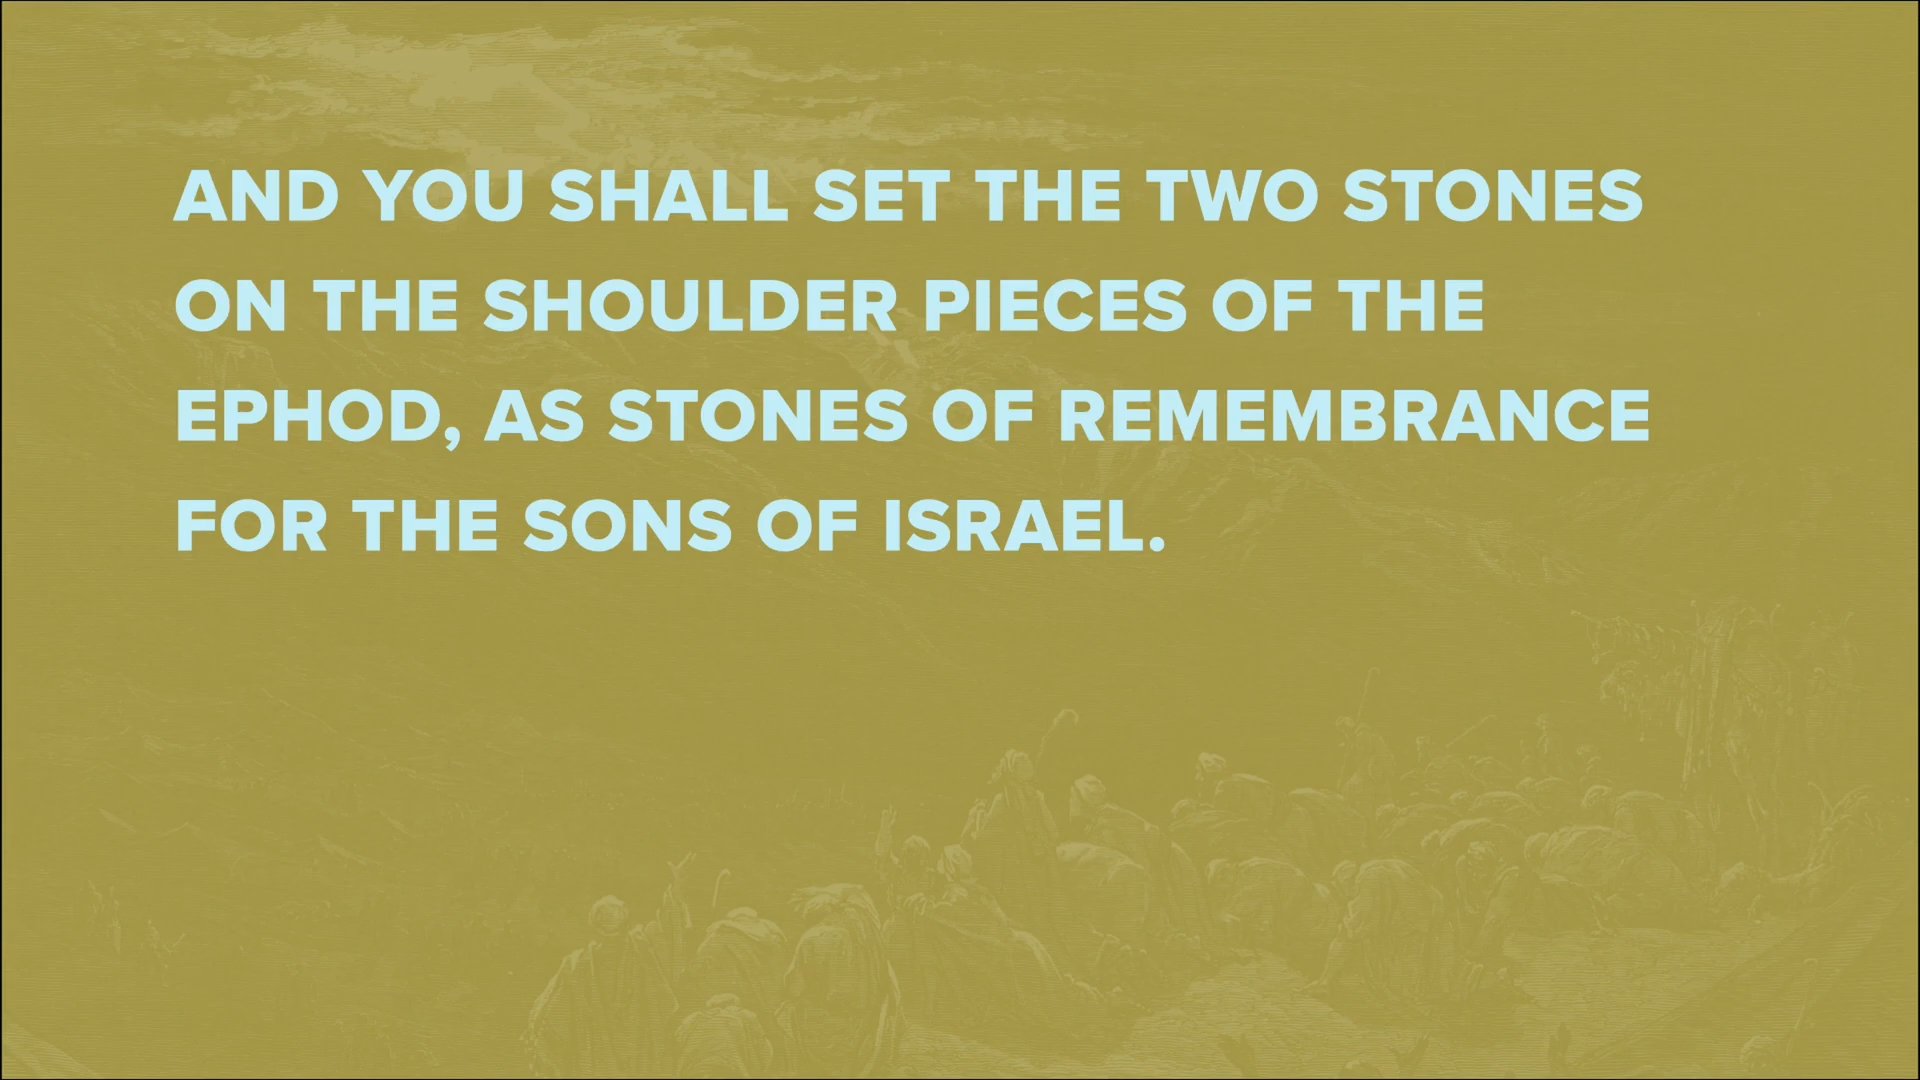 AND YOU SHALL SET THE TWO STONES
ON THE SHOULDER PIECES OF THE
EPHOD, AS STONES OF REMEMBRANCE
FOR THE SONS OF ISRAEL.